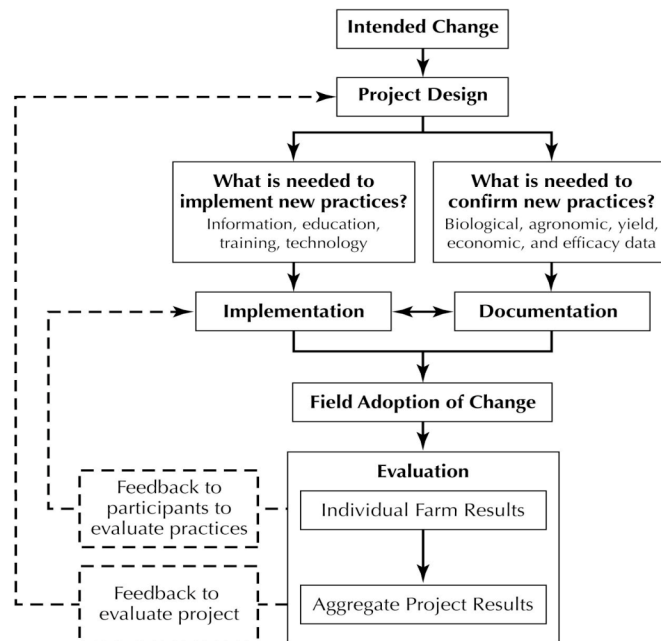 Intended Change
Project Design
What is needed to
implement new practices?
Information, education,
training, technology
What is needed to
confirm new practices?
Biological, agronomic, yield,
economic, and efficacy data
Implementation
Documentation
Field Adoption of Change
Evaluation
Feedback to
participants to
evaluate practices
Individual Farm Results
Feedback to
evaluate project
Aggregate Project Results